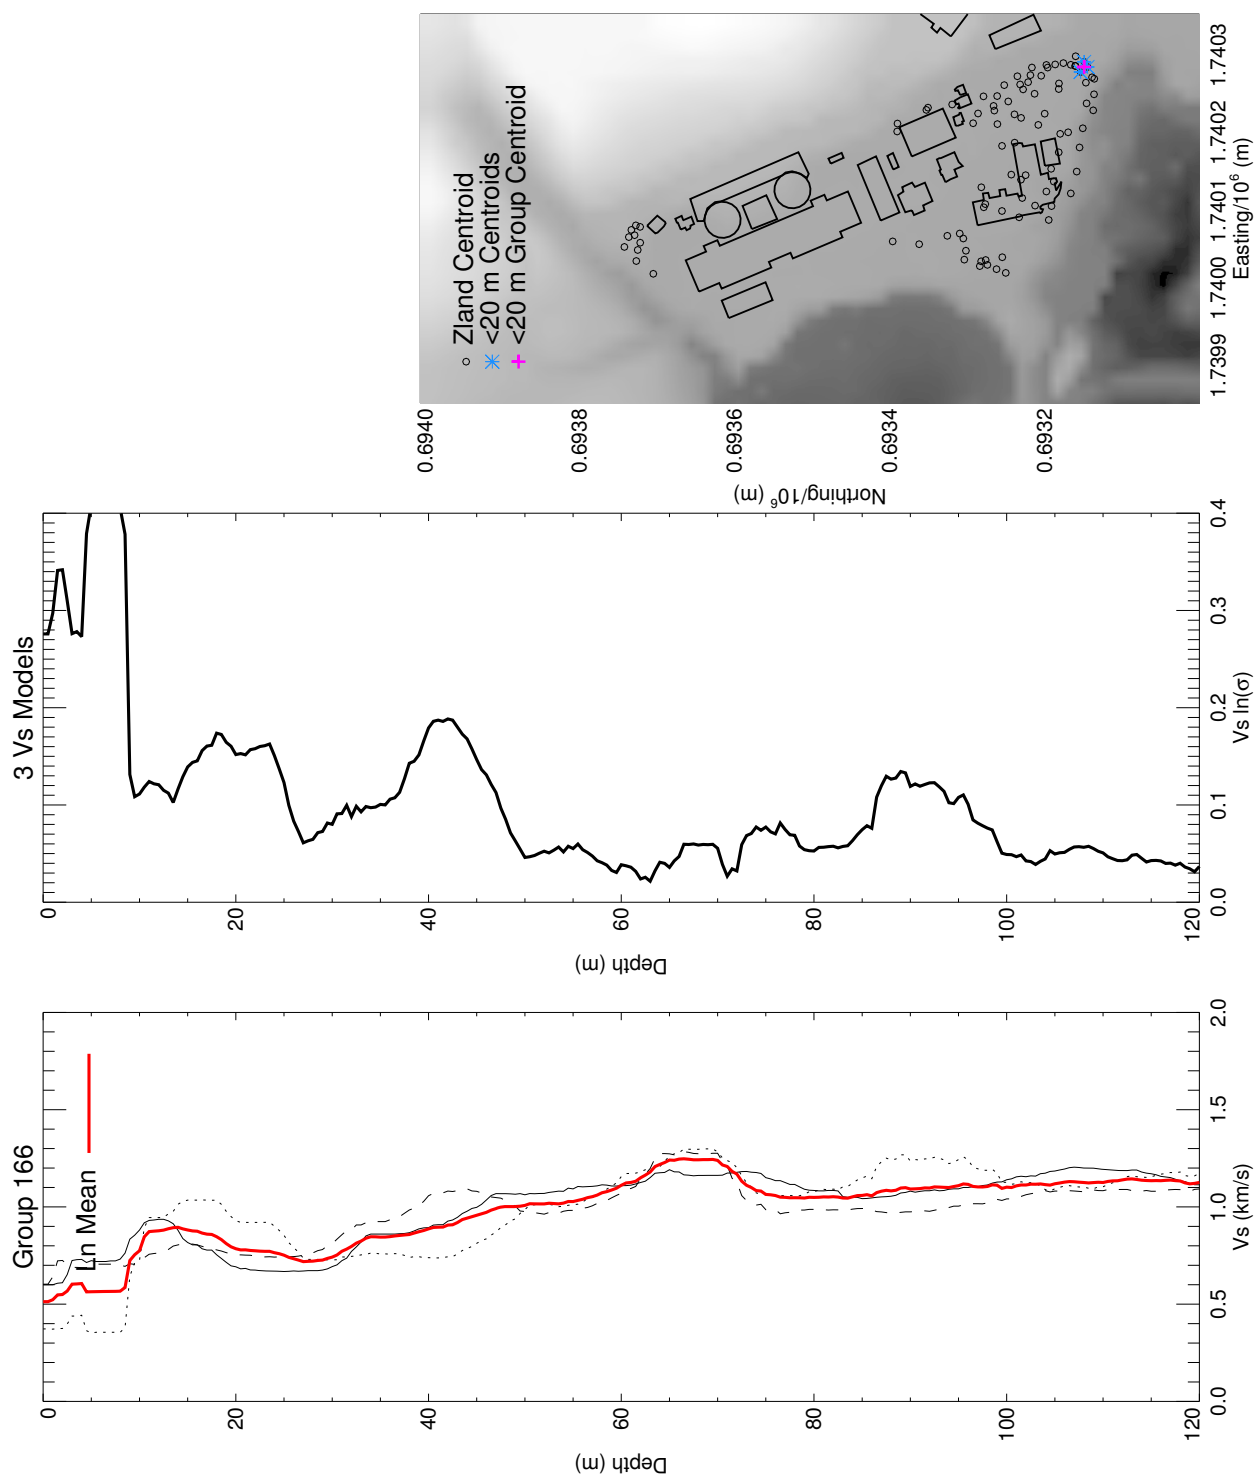 Group 166
Ln Mean
0
20
40
60
80
100
120
Depth (m)
0.0
0.5
1.0
1.5
2.0
Vs (km/s)
3 Vs Models
0
20
40
60
80
100
120
Depth (m)
0.0
0.1
0.2
0.3
0.4
Vs ln(σ)
Zland Centroid
<20 m Centroids
<20 m Group Centroid
0.6940
0.6938
0.6936
0.6934
0.6932
Northing/10⁶ (m)
1.7399
1.7400
1.7401
1.7402
1.7403
Easting/10⁶ (m)